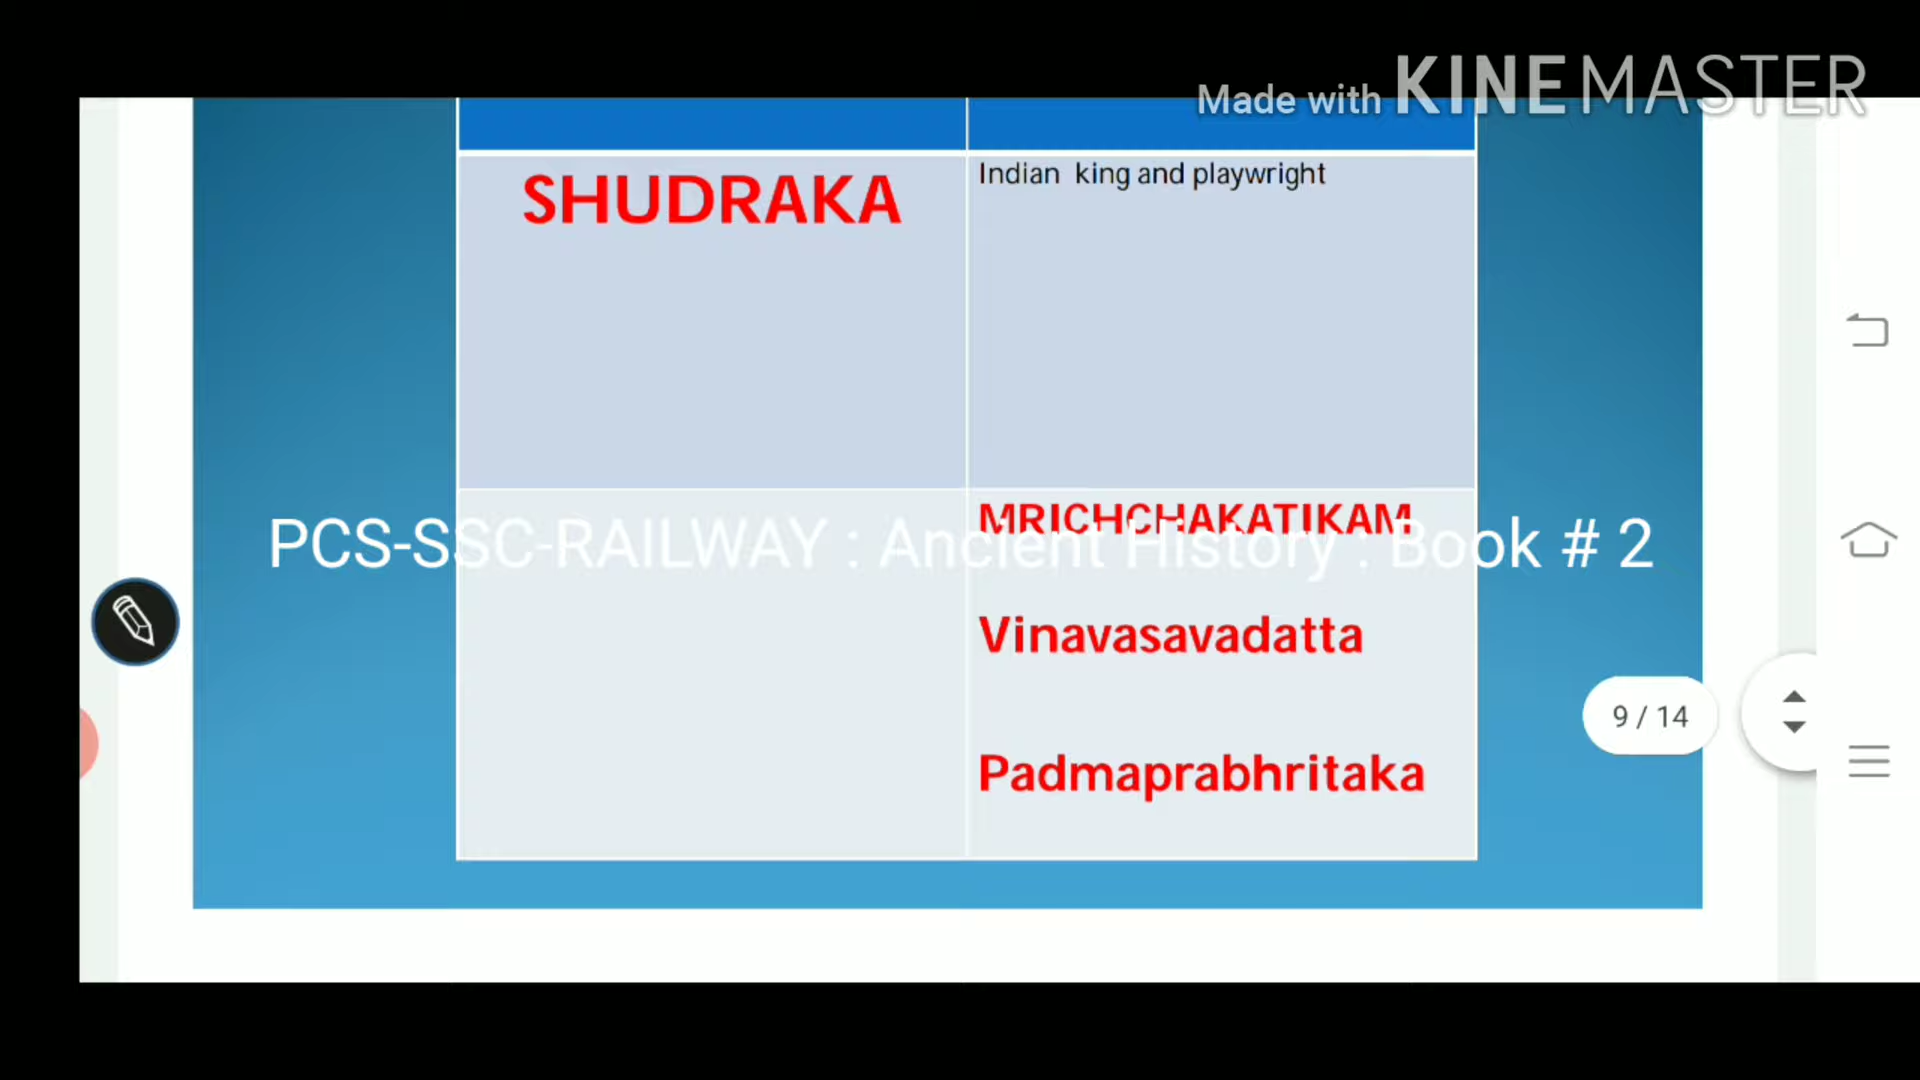 Made with KINEMASTER
SHUDRAKA
Indian king and playwright
MRICHCHAKATIKAM
PCS-SSC-RAILWAY : Ancient History : Book # 2
Vinavasavadatta
9 / 14
Padmaprabhritaka